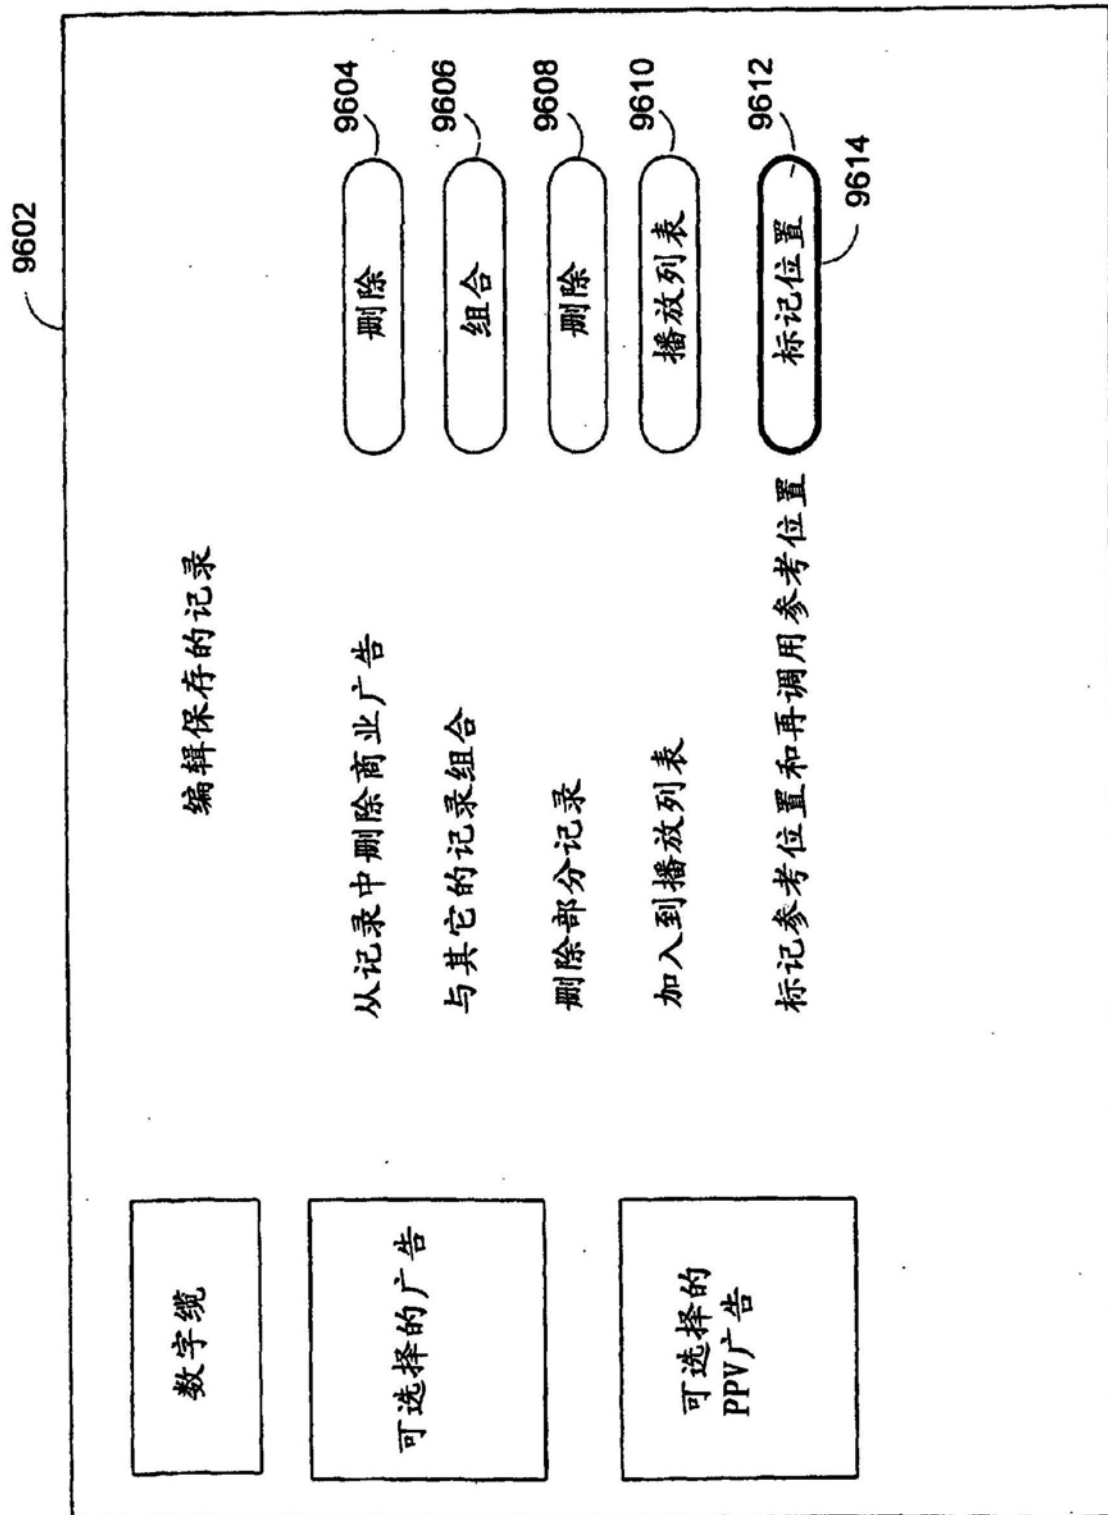 9602
数字缆
编辑保存的记录
可选择的广告
从记录中删除商业广告
删除
9604
与其它的记录组合
组合
9606
删除部分记录
删除
9608
可选择的
PPV广告
加入到播放列表
播放列表
9610
标记参考位置和再调用参考位置
标记位置
9612
9614